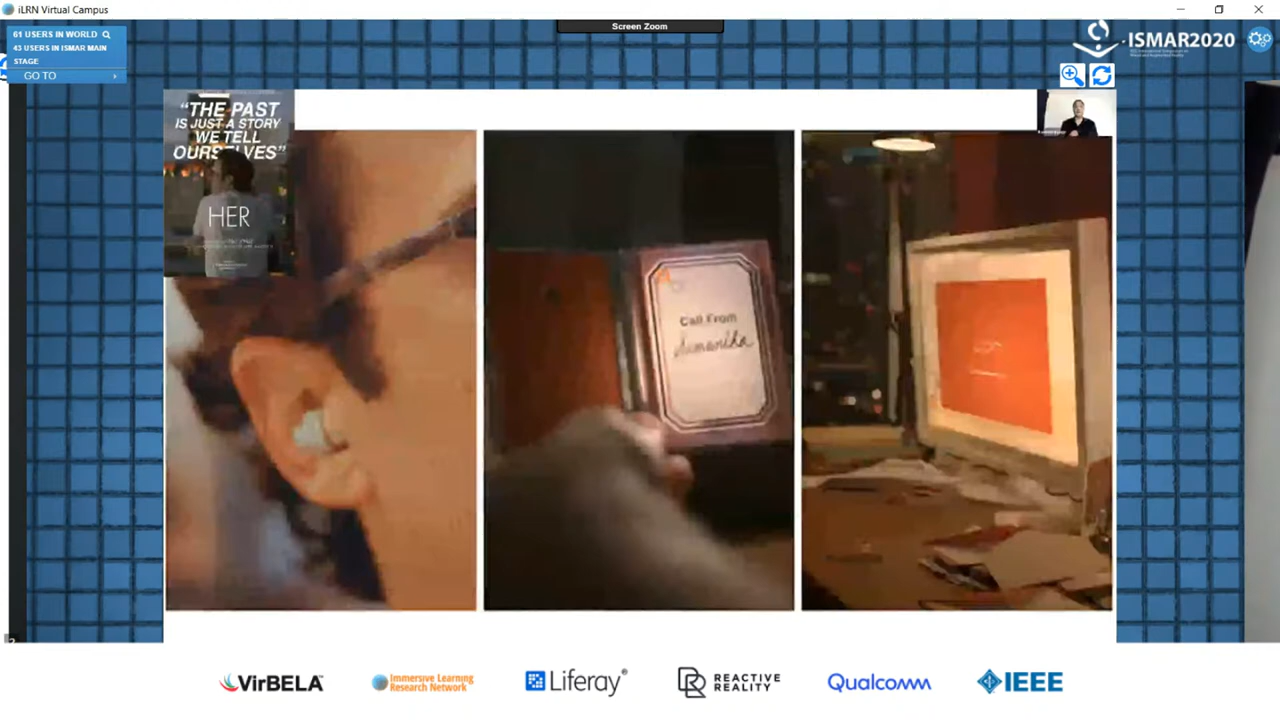 iLRN Virtual Campus
Screen Zoom
61 USERS IN WORLD
43 USERS IN ISMAR MAIN
STAGE
GO TO
ISMAR2020
“THE PAST
IS JUST A STORY
WE TELL
OURSELVES”
HER
Call From
Samantha
VIRBELA
Immersive Learning
Research Network
Liferay®
REACTIVE
REALITY
Qualcomm
IEEE